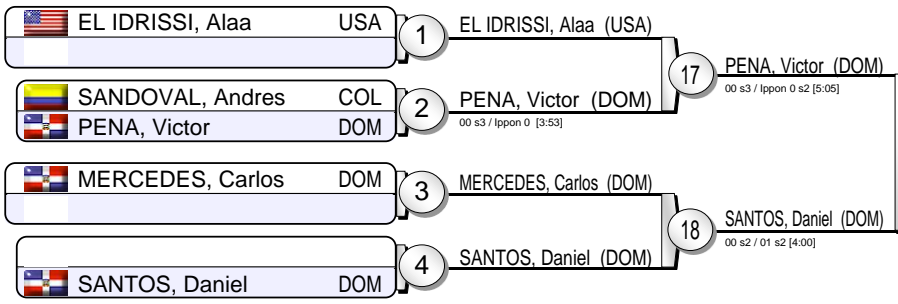 EL IDRISSI, Alaa USA
1
EL IDRISSI, Alaa (USA)
17
PENA, Victor (DOM)
00 s3 / Ippon 0 s2 [5:05]
SANDOVAL, Andres COL
PENA, Victor DOM
2
PENA, Victor (DOM)
00 s3 / Ippon 0 [3:53]
MERCEDES, Carlos DOM
3
MERCEDES, Carlos (DOM)
18
SANTOS, Daniel (DOM)
00 s2 / 01 s2 [4:00]
SANTOS, Daniel DOM
4
SANTOS, Daniel (DOM)